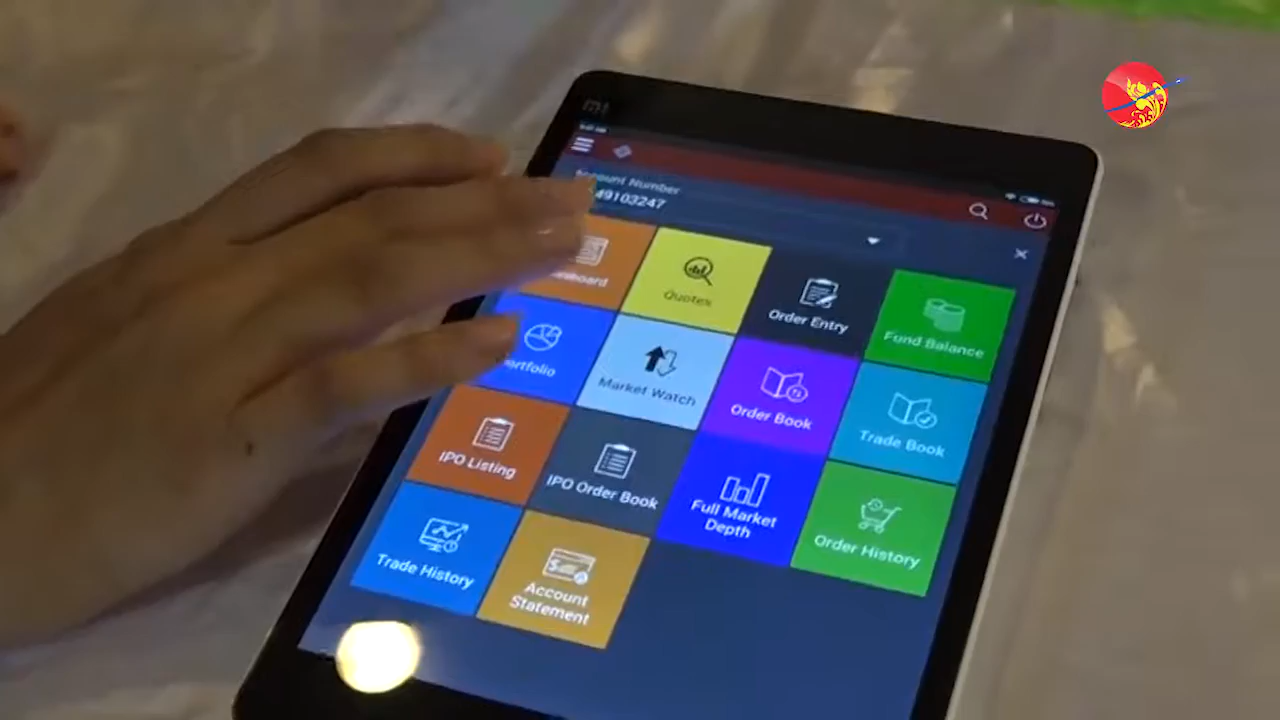 mi
Account Number
49103247
Quotes
Order Entry
Fund Balance
Market Watch
Order Book
Trade Book
IPO Listing
IPO Order Book
Full Market
Depth
Order History
Trade History
Account
Statement